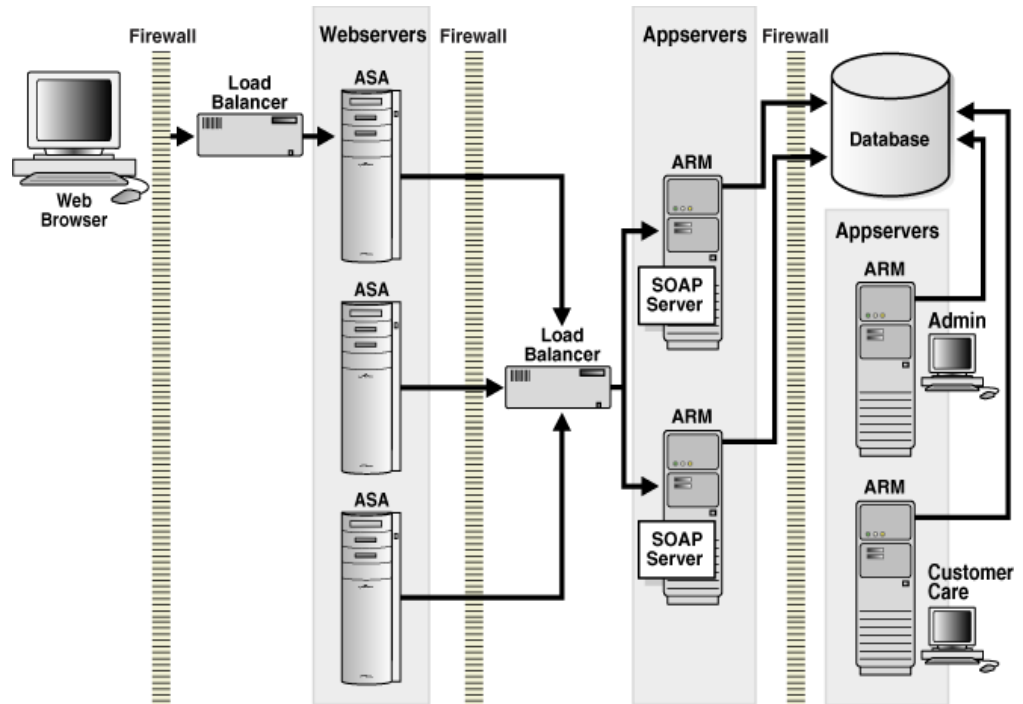 Firewall
Webservers
Firewall
Appservers
Firewall
Load
Balancer
ASA
Web
Browser
Database
ARM
SOAP
Server
Appservers
ARM
Admin
ASA
Load
Balancer
ARM
SOAP
Server
ASA
ARM
Customer
Care